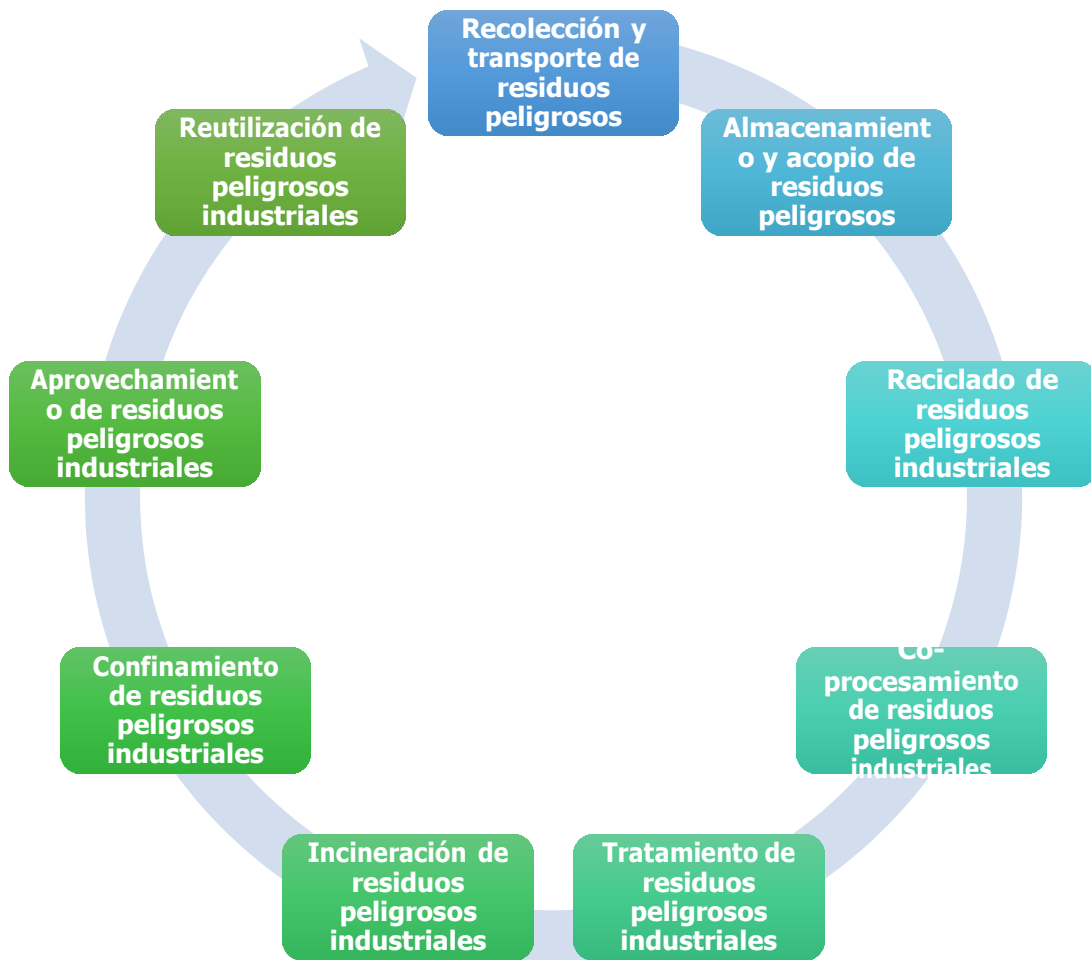 Recolección y
transporte de
residuos
peligrosos
Almacenamient
o y acopio de
residuos
peligrosos
Reciclado de
residuos
peligrosos
industriales
Co-
procesamiento
de residuos
peligrosos
industriales
Tratamiento de
residuos
peligrosos
industriales
Incineración de
residuos
peligrosos
industriales
Confinamiento
de residuos
peligrosos
industriales
Aprovechamient
o de residuos
peligrosos
industriales
Reutilización de
residuos
peligrosos
industriales